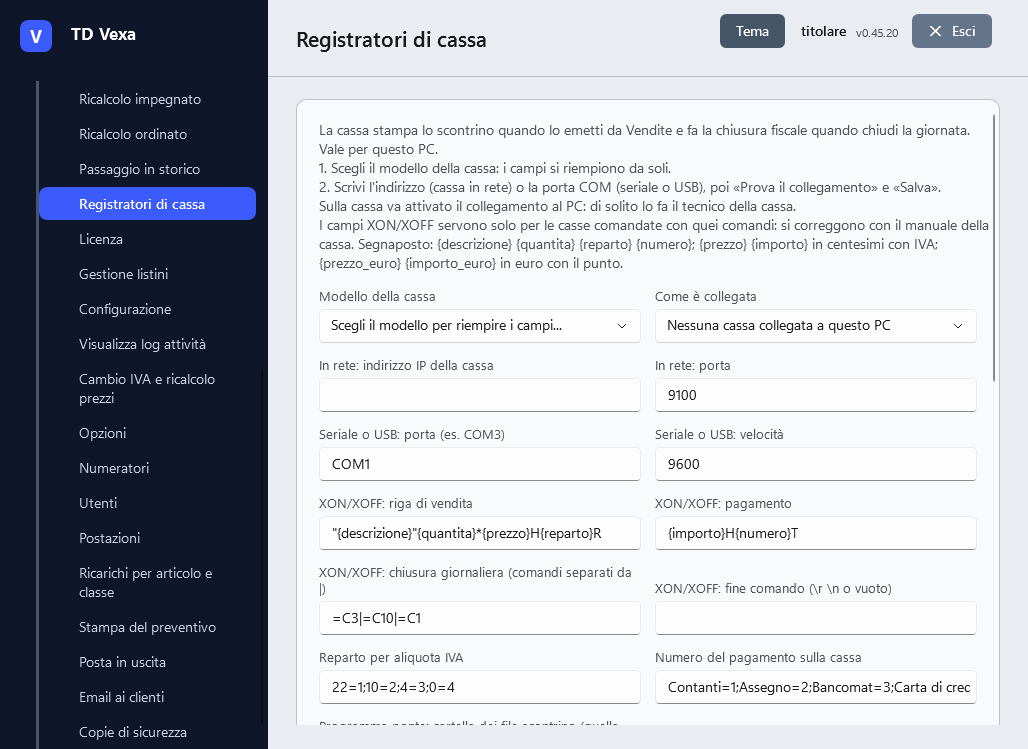 V TD Vexa
Ricalcolo impegnato
Ricalcolo ordinato
Passaggio in storico
Registratori di cassa
Licenza
Gestione listini
Configurazione
Visualizza log attività
Cambio IVA e ricalcolo
prezzi
Opzioni
Numeratori
Utenti
Postazioni
Ricarichi per articolo e
classe
Stampa del preventivo
Posta in uscita
Email ai clienti
Copie di sicurezza
Registratori di cassa
Tema titolare v0.45.20 Esci
La cassa stampa lo scontrino quando lo emetti da Vendite e fa la chiusura fiscale quando chiudi la giornata.
Vale per questo PC.
1. Scegli il modello della cassa: i campi si riempiono da soli.
2. Scrivi l'indirizzo (cassa in rete) o la porta COM (seriale o USB), poi «Prova il collegamento» e «Salva».
Sulla cassa va attivato il collegamento al PC: di solito lo fa il tecnico della cassa.
I campi XON/XOFF servono solo per le casse comandate con quei comandi: si correggono con il manuale della
cassa. Segnaposto: {descrizione} {quantita} {reparto} {numero}; {prezzo} {importo} in centesimi con IVA;
{prezzo_euro} {importo_euro} in euro con il punto.
Modello della cassa
Scegli il modello per riempire i campi...
Come è collegata
Nessuna cassa collegata a questo PC
In rete: indirizzo IP della cassa
In rete: porta
9100
Seriale o USB: porta (es. COM3)
COM1
Seriale o USB: velocità
9600
XON/XOFF: riga di vendita
"{descrizione}"{quantita}*{prezzo}H{reparto}R
XON/XOFF: pagamento
{importo}H{numero}T
XON/XOFF: chiusura giornaliera (comandi separati da
|)
=C3|=C10|=C1
XON/XOFF: fine comando (\r \n o vuoto)
Reparto per aliquota IVA
22=1;10=2;4=3;0=4
Numero del pagamento sulla cassa
Contanti=1;Assegno=2;Bancomat=3;Carta di cred